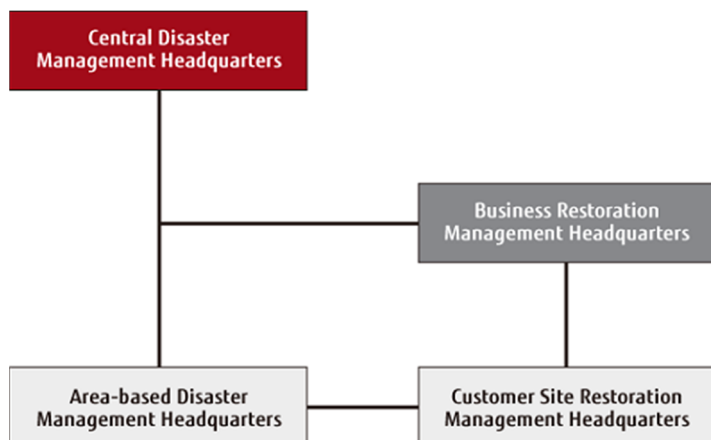 Central Disaster
Management Headquarters
Business Restoration
Management Headquarters
Area-based Disaster
Management Headquarters
Customer Site Restoration
Management Headquarters